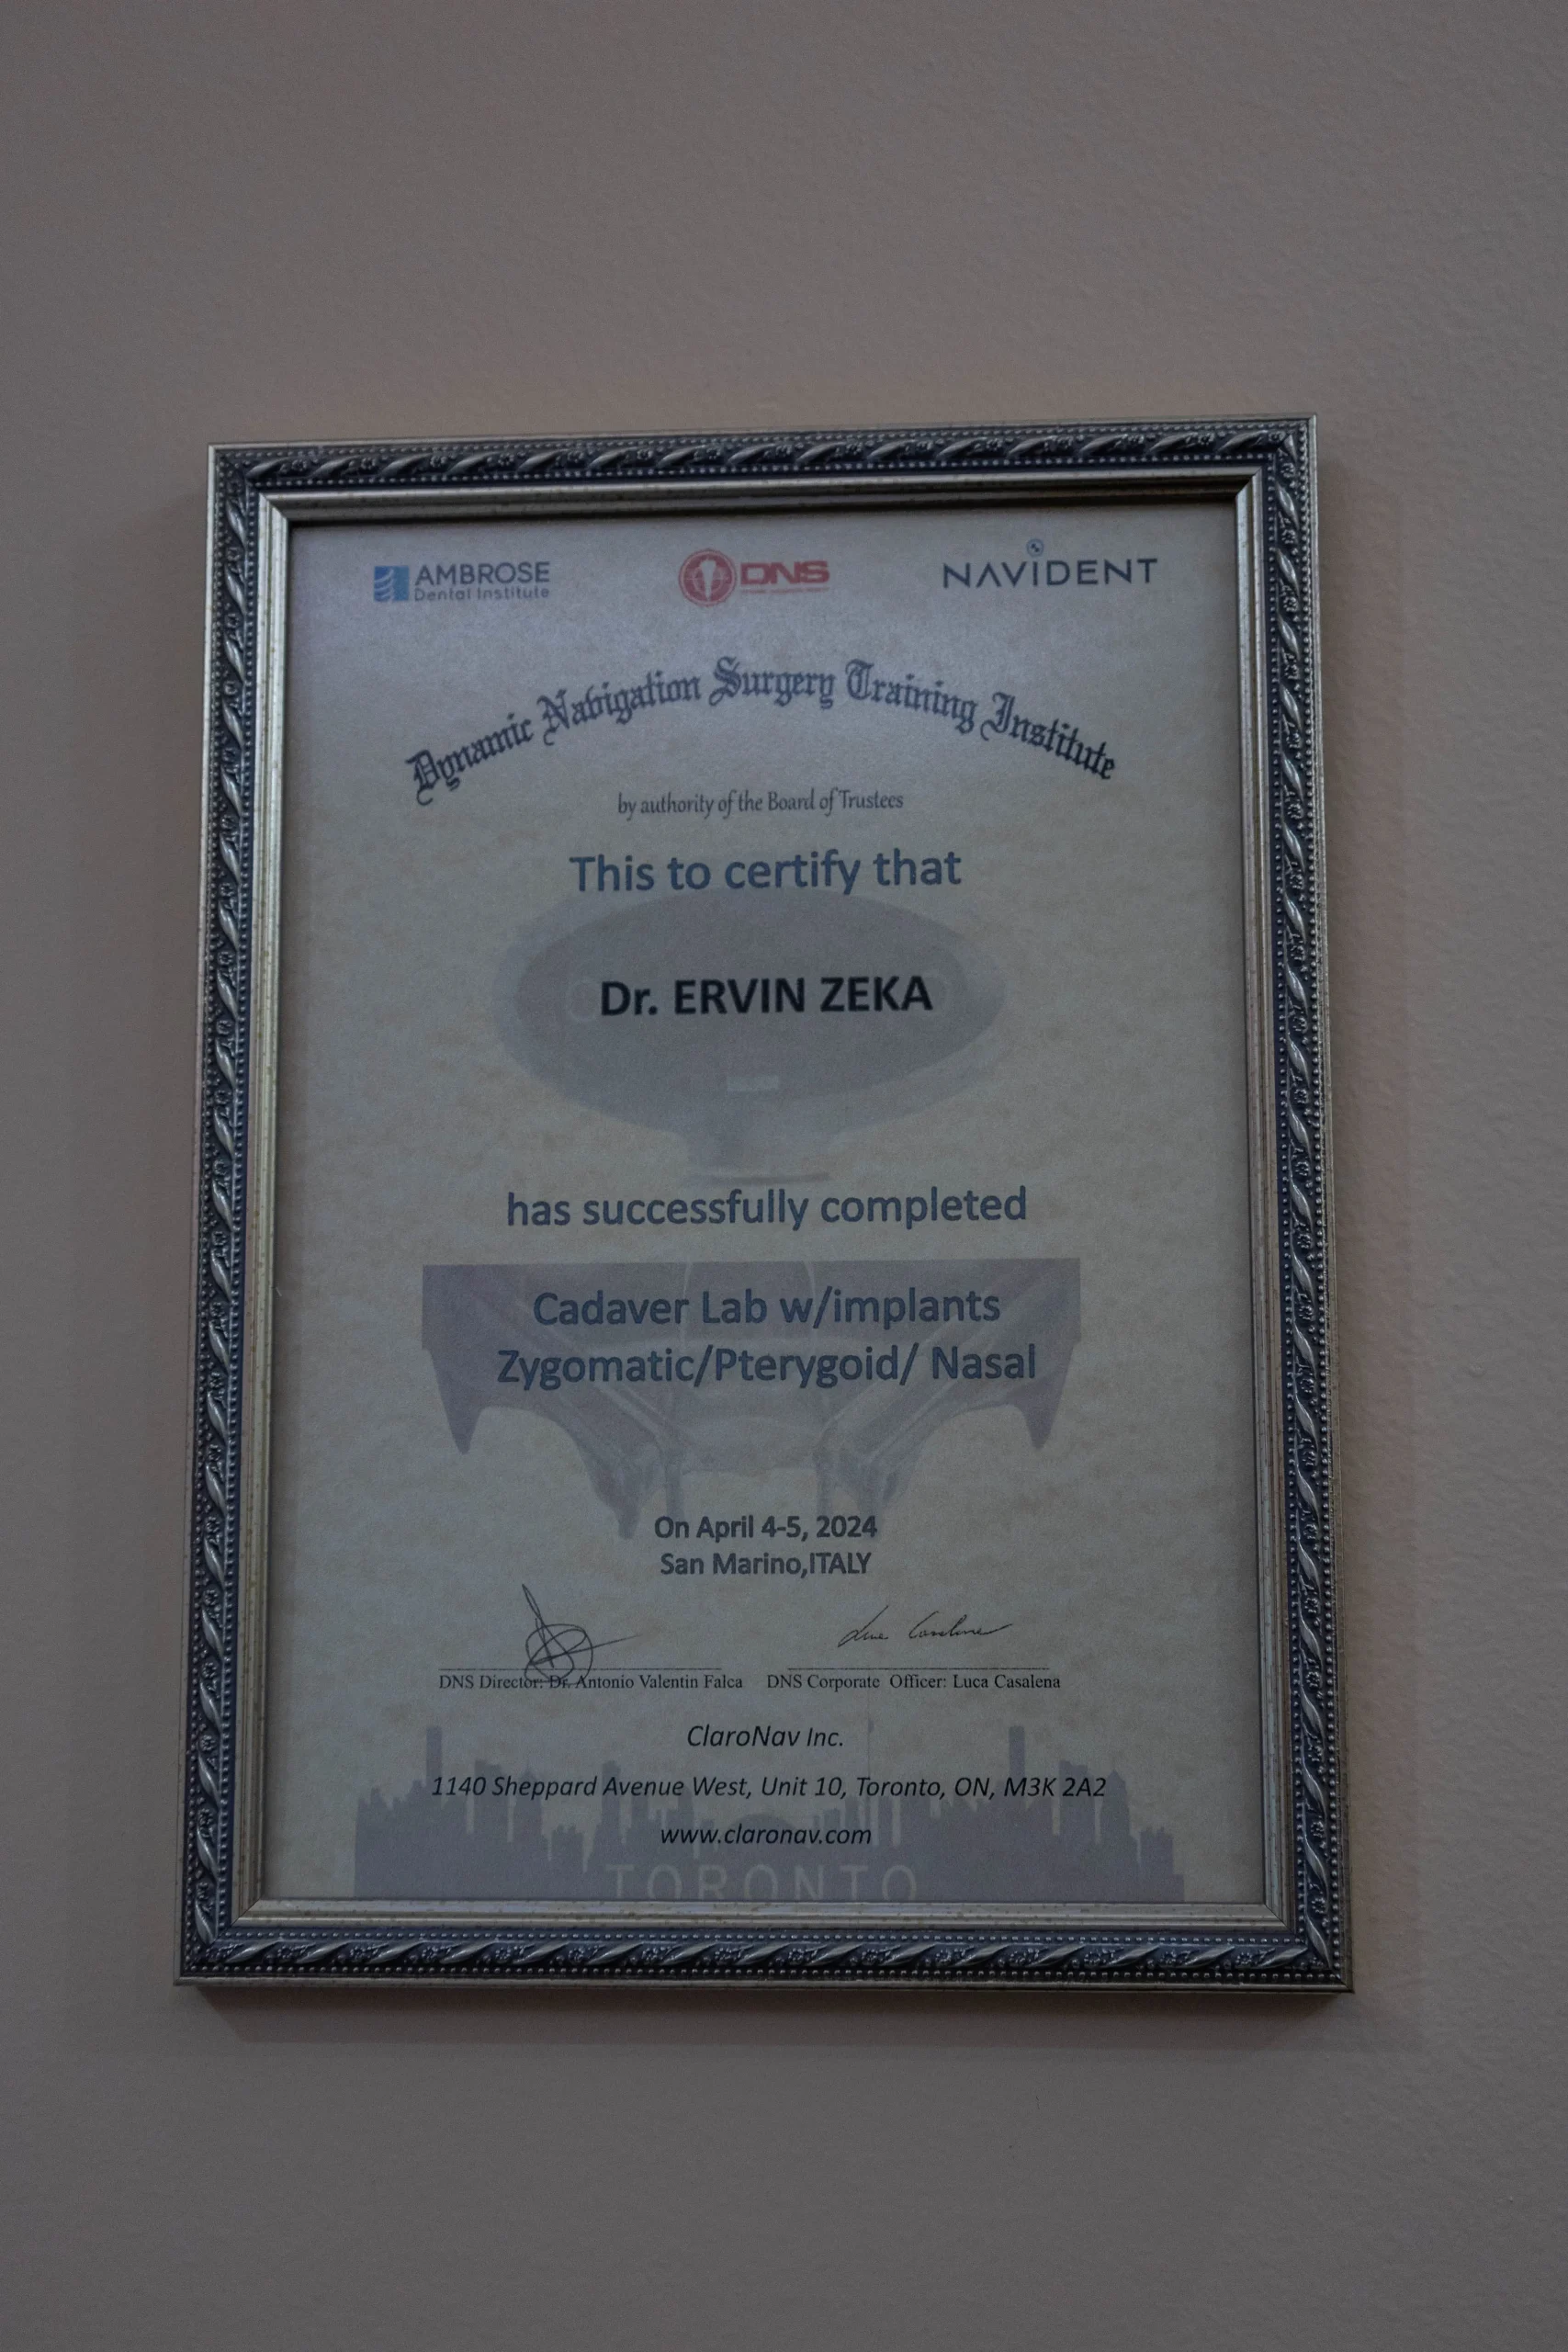 AMBROSE
Dental Institute
DNS
NAVIDENT
Dynamic Navigation Surgery Training Institute
by authority of the Board of Trustees
This to certify that
Dr. ERVIN ZEKA
has successfully completed
Cadaver Lab w/implants
Zygomatic/Pterygoid/ Nasal
On April 4-5, 2024
San Marino,ITALY
Luca Casalena
DNS Director: Dr. Antonio Valentin Falca
DNS Corporate Officer: Luca Casalena
ClaroNav Inc.
1140 Sheppard Avenue West, Unit 10, Toronto, ON, M3K 2A2
www.claronav.com
TORONTO